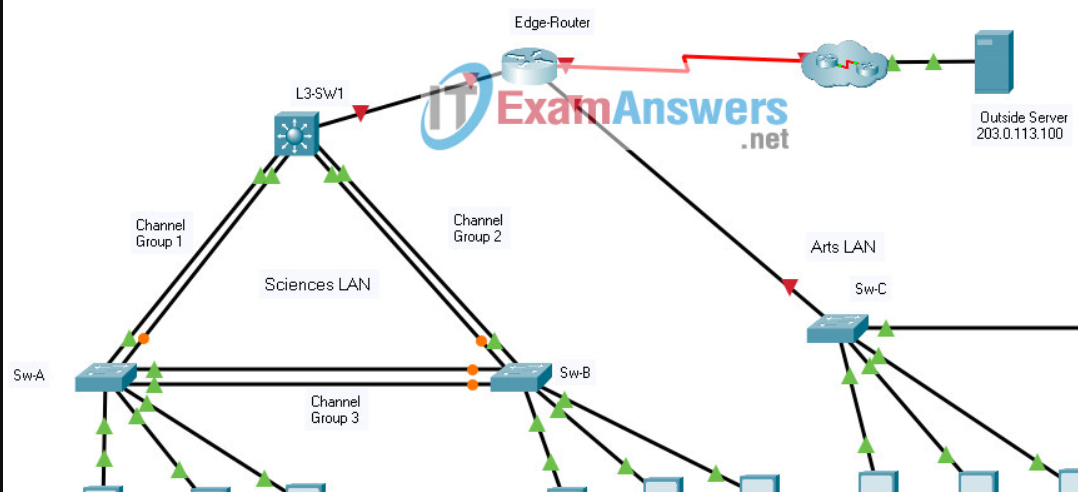 Edge-Router
L3-SW1
ITExamAnswers
.net
Outside Server
203.0.113.100
Channel
Group 1
Channel
Group 2
Sciences LAN
Arts LAN
Sw-C
Sw-A
Sw-B
Channel
Group 3